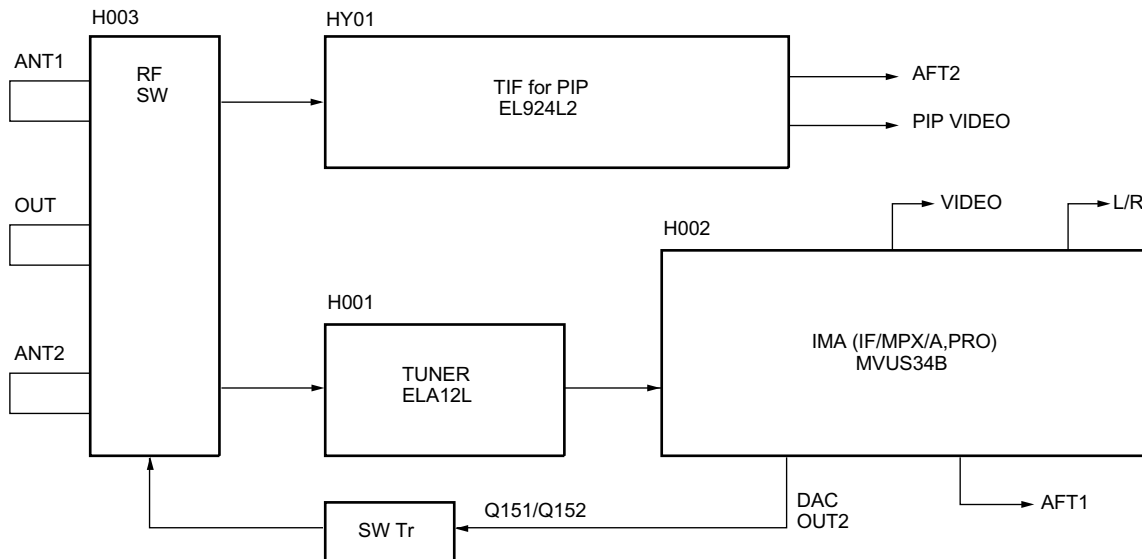 H003
HY01
ANT1
RF
SW
TIF for PIP
EL924L2
AFT2
PIP VIDEO
OUT
VIDEO
L/R
H002
H001
ANT2
TUNER
ELA12L
IMA (IF/MPX/A,PRO)
MVUS34B
Q151/Q152
DAC
OUT2
AFT1
SW Tr